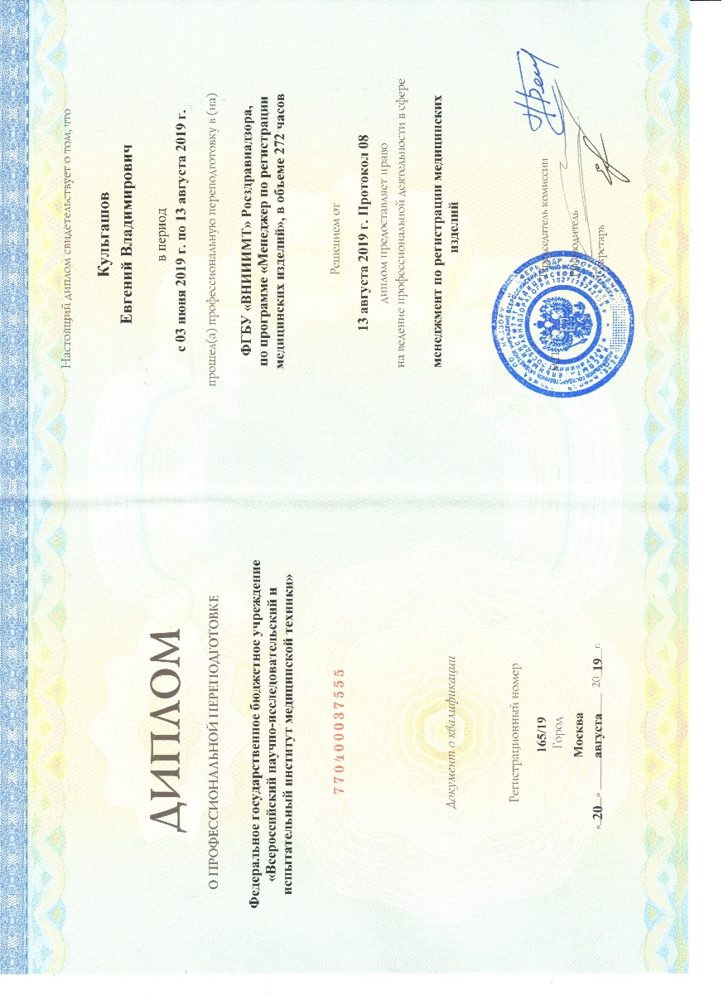 ДИПЛОМ
О ПРОФЕССИОНАЛЬНОЙ ПЕРЕПОДГОТОВКЕ
Федеральное государственное бюджетное учреждение
«Всероссийский научно-исследовательский и
испытательный институт медицинской техники»
770400037555
Документ о квалификации
Регистрационный номер
165/19
Город
Москва
« 20 » августа 20 19 г.
Настоящий диплом свидетельствует о том, что
Кульгашов
Евгений Владимирович
в период
с 03 июня 2019 г. по 13 августа 2019 г.
прошел(а) профессиональную переподготовку в (на)
ФГБУ «ВНИИИМТ» Росздравнадзора,
по программе «Менеджер по регистрации
медицинских изделий», в объеме 272 часов
Решением от
13 августа 2019 г. Протокол 08
диплом предоставляет право
на ведение профессиональной деятельности в сфере
менеджмент по регистрации медицинских
изделий
Председатель комиссии
Руководитель
Секретарь